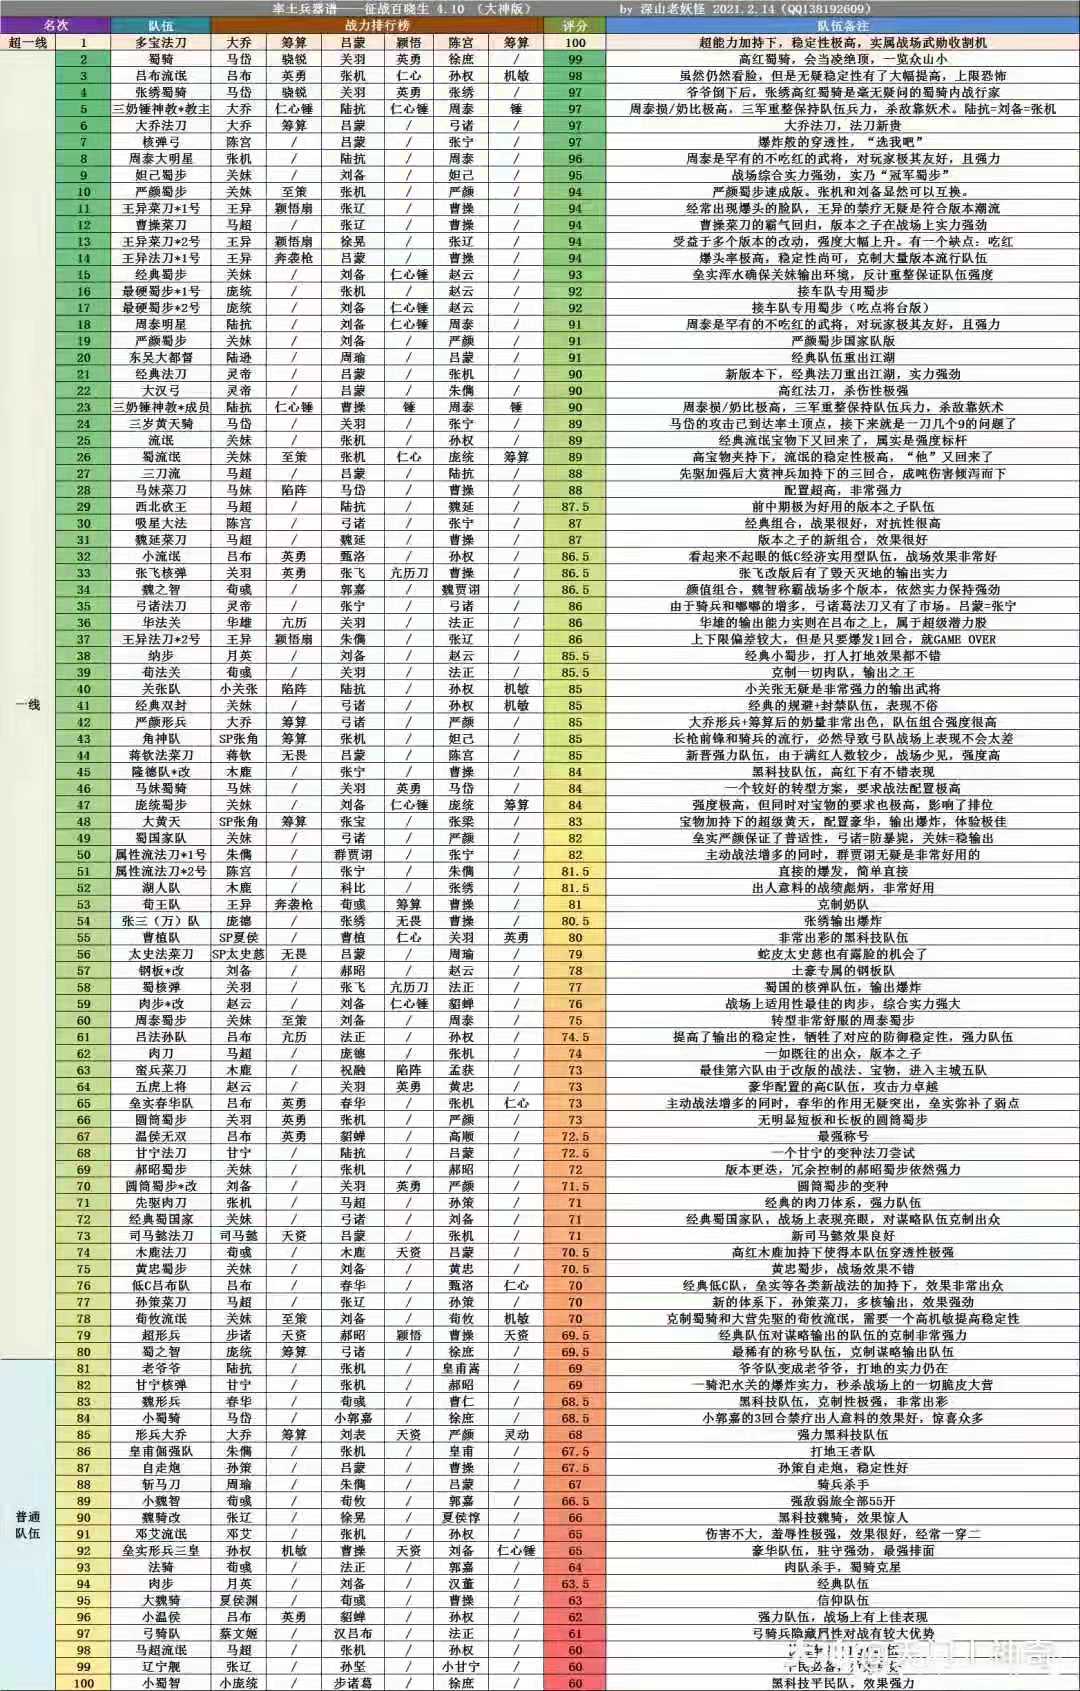 率土兵器谱——征战百晓生 4.10 （大神版） by 深山老妖怪 2021.2.14（QQ138192609）
名次 队伍 战力排行榜 评分 队伍备注
超一线 1 多宝法刀 大乔 筹算 吕蒙 颖悟 陈宫 筹算 100 超能力加持下，稳定性极高，实属战场武勋收割机
2 蜀骑 马岱 骁锐 关羽 英勇 徐庶 / 99 高红蜀骑，会当凌绝顶，一览众山小
3 吕布流氓 吕布 英勇 张机 仁心 孙权 机敏 98 虽然仍然看脸，但是无疑稳定性有了大幅提高，上限恐怖
4 张绣蜀骑 马岱 骁锐 关羽 英勇 张绣 / 97 爷爷倒下后，张绣高红蜀骑是毫无疑问的蜀骑内战行家
5 三奶锤神教*教主 大乔 仁心锤 陆抗 仁心锤 周泰 锤 97 周泰损/奶比极高，三军重整保持队伍兵力，杀敌靠妖术。陆抗=刘备=张机
6 大乔法刀 大乔 筹算 吕蒙 / 弓诸 / 97 大乔法刀，法刀新贵
7 核弹弓 陈宫 / 吕蒙 / 张宁 / 97 爆炸般的穿透性，“选我吧”
8 周泰大明星 张机 / 陆抗 / 周泰 / 96 周泰是罕有的不吃红的武将，对玩家极其友好，且强力
9 妲己蜀步 关妹 / 刘备 / 妲己 / 95 战场综合实力强劲，实乃“冠军蜀步”
10 严颜蜀步 关妹 至策 张机 / 严颜 / 94 严颜蜀步速成版。张机和刘备显然可以互换。
11 王异菜刀*1号 王异 颖悟扇 张辽 / 曹操 / 94 经常出现爆头的脸队，王异的禁疗无疑是符合版本潮流
12 曹操菜刀 马超 / 张辽 / 曹操 / 94 曹操菜刀的霸气回归，版本之子在战场上实力强劲
13 王异菜刀*2号 王异 颖悟扇 徐晃 / 张辽 / 94 受益于多个版本的改动，强度大幅上升。有一个缺点：吃红
14 王异法刀*1号 王异 奔袭枪 吕蒙 / 曹操 / 94 爆头率极高，稳定性尚可，克制大量版本流行队伍
15 经典蜀步 关妹 / 刘备 仁心锤 赵云 / 93 垒实浑水确保关妹输出环境，反计重整保证队伍强度
16 最硬蜀步*1号 庞统 / 张机 / 赵云 / 92 接车队专用蜀步
17 最硬蜀步*2号 庞统 / 刘备 仁心锤 赵云 / 92 接车队专用蜀步（吃点将台版）
18 周泰明星 陆抗 / 刘备 仁心锤 周泰 / 91 周泰是罕有的不吃红的武将，对玩家极其友好，且强力
19 严颜蜀步 关妹 / 刘备 / 严颜 / 91 严颜蜀步国家队版
20 东吴大都督 陆逊 / 周瑜 / 吕蒙 / 91 经典队伍重出江湖
21 经典法刀 灵帝 / 吕蒙 / 张机 / 90 新版本下，经典法刀重出江湖，实力强劲
22 大汉弓 灵帝 / 吕蒙 / 朱儁 / 90 高红法刀，杀伤性极强
23 三奶锤神教*成员 陆抗 仁心锤 曹操 锤 周泰 锤 90 周泰损/奶比极高，三军重整保持队伍兵力，杀敌靠妖术
24 三岁黄天骑 马岱 / 关羽 / 曹操 / 89 马岱的攻击已到达率土顶点，接下来就是一刀几个9的问题了
25 流氓 关妹 / 张机 / 孙权 / 89 经典流氓宝物下又回来了，属实是强度标杆
26 蜀流氓 关妹 至策 张机 仁心 庞统 筹算 89 高宝物夹持下，流氓的稳定性极高，“他”又回来了
27 三刀流 马超 / 吕蒙 / 陆抗 / 88 先驱加强后大赏神兵加持下的三回合，成吨伤害倾泻而下
28 马妹菜刀 马妹 陷阵 马岱 / 曹操 / 88 配置超高，非常强力
29 西北砍王 马超 / 陆抗 / 魏延 / 87.5 前中期极为好用的版本之子队伍
30 吸星大法 陈宫 / 弓诸 / 张宁 / 87 经典组合，战果很好，对抗性很高
31 魏延菜刀 马超 / 魏延 / 曹操 / 87 版本之子的新组合，效果很好
32 小流氓 吕布 英勇 甄洛 / 孙权 / 86.5 看起来不起眼的低C经济实用型队伍，战场效果非常好
33 张飞核弹 关羽 英勇 张飞 亢历刀 曹操 / 86.5 张飞改版后有了毁天灭地的输出实力
34 魏之智 荀彧 / 郭嘉 / 魏贾诩 / 86.5 颜值组合，魏智称霸战场多个版本，依然实力保持强劲
35 弓诸法刀 灵帝 / 张宁 / 弓诸 / 86 由于骑兵和嘟嘟的增多，弓诸葛法刀又有了市场。吕蒙=张宁
36 华法关 华雄 亢历 关羽 / 法正 / 86 华雄的输出能力实则在吕布之上，属于超级潜力股
37 王异法刀*2号 王异 颖悟扇 朱儁 / 张辽 / 86 上下限偏差较大，但是只要爆发1回合，就GAME OVER
38 纳步 月英 / 刘备 / 赵云 / 85.5 经典小蜀步，打人打地效果都不错
39 荀法关 荀彧 / 关羽 / 法正 / 85.5 克制一切肉队，输出之王
40 关张队 小关张 陷阵 陆抗 / 孙权 机敏 85 小关张无疑是非常强力的输出武将
一线 41 经典双封 关妹 / 弓诸 / 孙权 机敏 85 经典的规避+封禁队伍，表现不俗
42 严颜形兵 大乔 筹算 弓诸 / 严颜 / 85 大乔形兵+筹算后的奶量非常出色，队伍组合强度很高
43 角神队 SP张角 筹算 张机 / 妲己 / 85 长枪前锋和骑兵的流行，必然导致弓队战场上表现不会太差
44 蒋钦法菜刀 蒋钦 无畏 吕蒙 / 陈宫 / 85 新晋强力队伍，由于满红人数较少，战场少见，强度高
45 隆德队*改 木鹿 / 张宁 / 曹操 / 84 黑科技队伍，高红下有不错表现
46 马妹蜀骑 马妹 / 关羽 英勇 马岱 / 84 一个较好的转型方案，要求战法配置极高
47 庞统蜀步 关妹 / 刘备 仁心锤 庞统 筹算 84 强度极高，但同时对宝物的要求也极高，影响了排位
48 大黄天 SP张角 筹算 张宝 / 张梁 / 83 宝物加持下的超级黄天，配置豪华，输出爆炸，体验极佳
49 蜀国家队 关妹 / 弓诸 / 严颜 / 82 垒实严颜保证了普适性，弓诸=防暴毙，关妹=稳输出
50 属性流法刀*1号 朱儁 / 群贾诩 / 张宁 / 82 主动战法增多的同时，群贾诩无疑是非常好用的
51 属性流法刀*2号 陈宫 / 张宁 / 朱儁 / 81.5 直接的爆发，简单直接
52 湖人队 木鹿 / 科比 / 张绣 / 81.5 出人意料的战绩彪炳，非常好用
53 荀王队 王异 奔袭枪 荀彧 筹算 曹操 / 81 克制奶队
54 张三（万）队 庞德 / 张绣 无畏 曹操 / 80.5 张绣输出爆炸
55 曹植队 SP夏侯 / 曹植 仁心 关羽 英勇 80 非常出彩的黑科技队伍
56 太史法菜刀 SP太史慈 无畏 吕蒙 / 周瑜 / 79 蛇皮太史慈也有露脸的机会了
57 钢板*改 刘备 / 郝昭 / 赵云 / 78 土豪专属的钢板队
58 蜀核弹 关羽 / 张飞 亢历刀 法正 / 77 蜀国的核弹队伍，输出爆炸
59 肉步*改 赵云 / 刘备 仁心锤 貂蝉 / 76 战场上适用性最佳的肉步，综合实力强大
60 周泰蜀步 关妹 至策 刘备 / 周泰 / 75 转型非常舒服的周泰蜀步
61 吕法孙队 吕布 亢历 法正 / 孙权 / 74.5 提高了输出的稳定性，牺牲了对应的防御稳定性，强力队伍
62 肉刀 马超 / 庞德 / 张机 / 74 一如既往的出众，版本之子
63 蛮兵菜刀 木鹿 / 祝融 陷阵 孟获 / 73 最佳第六队由于改版的战法、宝物，进入主城五队
64 五虎上将 赵云 / 关羽 英勇 黄忠 / 73 豪华配置的高C队伍，攻击力卓越
65 垒实春华队 吕布 英勇 春华 / 张机 仁心 73 主动战法增多的同时，春华的作用无疑突出，垒实弥补了弱点
66 圆筒蜀步 关羽 英勇 张机 / 严颜 / 73 无明显短板和长板的圆筒蜀步
67 温侯无双 吕布 英勇 貂蝉 / 高顺 / 72.5 最强称号
68 甘宁法刀 甘宁 / 陆抗 / 吕蒙 / 72.5 一个甘宁的变种法刀尝试
69 郝昭蜀步 关妹 / 张机 / 郝昭 / 72 版本更迭，冗余控制的郝昭蜀步依然强力
70 圆筒蜀步*改 刘备 / 关羽 英勇 严颜 / 71.5 圆筒蜀步的变种
71 先驱肉刀 张机 / 马超 / 孙策 / 71 经典的肉刀体系，强力队伍
72 经典蜀国家 关妹 / 弓诸 / 刘备 / 71 经典蜀国家队，战场上表现亮眼，对谋略队伍克制出众
73 司马懿法刀 司马懿 天资 吕蒙 / 张机 / 71 新司马懿效果良好
74 木鹿法刀 荀彧 / 木鹿 天资 吕蒙 / 70.5 高红木鹿加持下使得本队伍穿透性极强
75 黄忠蜀步 关妹 / 刘备 / 黄忠 / 70.5 黄忠蜀步，战场效果不错
76 低C吕布队 吕布 / 春华 / 甄洛 仁心 70 经典低C队，垒实等各类新战法的加持下，效果非常出众
77 孙策菜刀 马超 / 张辽 / 孙策 / 70 新的体系下，孙策菜刀，多核输出，效果强劲
78 荀攸流氓 关妹 至策 刘备 / 荀攸 机敏 70 克制蜀骑和大营先驱的荀攸流氓，需要一个高机敏提高稳定性
79 超形兵 步诸 天资 郝昭 颖悟 曹操 天资 69.5 经典队伍对谋略输出的队伍的克制非常强力
80 蜀之智 庞统 筹算 弓诸 / 徐庶 / 69.5 最稀有的称号队伍，克制谋略输出队伍
81 老爷爷 陆抗 / 张机 / 皇甫嵩 / 69 爷爷队变成老爷爷，打地的实力仍在
82 甘宁核弹 甘宁 / 张机 / 郝昭 / 69 一骑汜水关的爆炸实力，秒杀战场上的一切脆皮大营
83 魏形兵 春华 / 荀彧 / 曹仁 / 68.5 黑科技队伍，克制性极强，非常出彩
84 小蜀骑 马岱 / 小郭嘉 / 徐庶 / 68.5 小郭嘉的3回合禁疗出人意料的效果好，惊喜众多
85 形兵大乔 大乔 筹算 刘表 天资 严颜 灵动 68 强力黑科技队伍
86 皇甫倔强队 朱儁 / 张机 / 皇甫 / 67.5 打地王者队
87 自走炮 孙策 / 吕蒙 / 曹操 / 67.5 孙策自走炮，稳定性好
88 斩马刀 周瑜 / 朱儁 / 吕蒙 / 67 骑兵杀手
普通队伍 89 小魏智 荀彧 / 荀攸 / 郭嘉 / 66.5 强敌弱旅全部55开
90 魏骑改 张辽 / 徐晃 / 夏侯惇 / 66 黑科技魏骑，效果惊人
91 邓艾流氓 邓艾 / 张机 / 孙权 / 65 伤害不大，羞辱性极强，效果很好，经常一穿二
92 垒实形兵三皇 孙权 机敏 曹操 天资 刘备 仁心锤 65 豪华队伍，驻守强劲，最强排面
93 法骑 荀彧 / 法正 / 郭嘉 / 64 肉队杀手，蜀骑克星
94 肉步 月英 / 刘备 / 汉董 / 63.5 经典队伍
95 大魏骑 夏侯渊 / 荀彧 / 曹操 / 63 信仰队伍
96 小温侯 吕布 英勇 貂蝉 / 孙权 / 62 强力队伍，战场上有上佳表现
97 弓骑队 蔡文姬 / 汉吕布 / 法正 / 61 弓骑兵隐藏属性对战有较大优势
98 马超流氓 马超 / 张机 / 孙权 / 60
99 辽宁舰 张辽 / 孙坚 / 小甘宁 / 60
100 小蜀智 小庞统 / 步诸葛 / 徐庶 / 60 黑科技平民队，效果强力